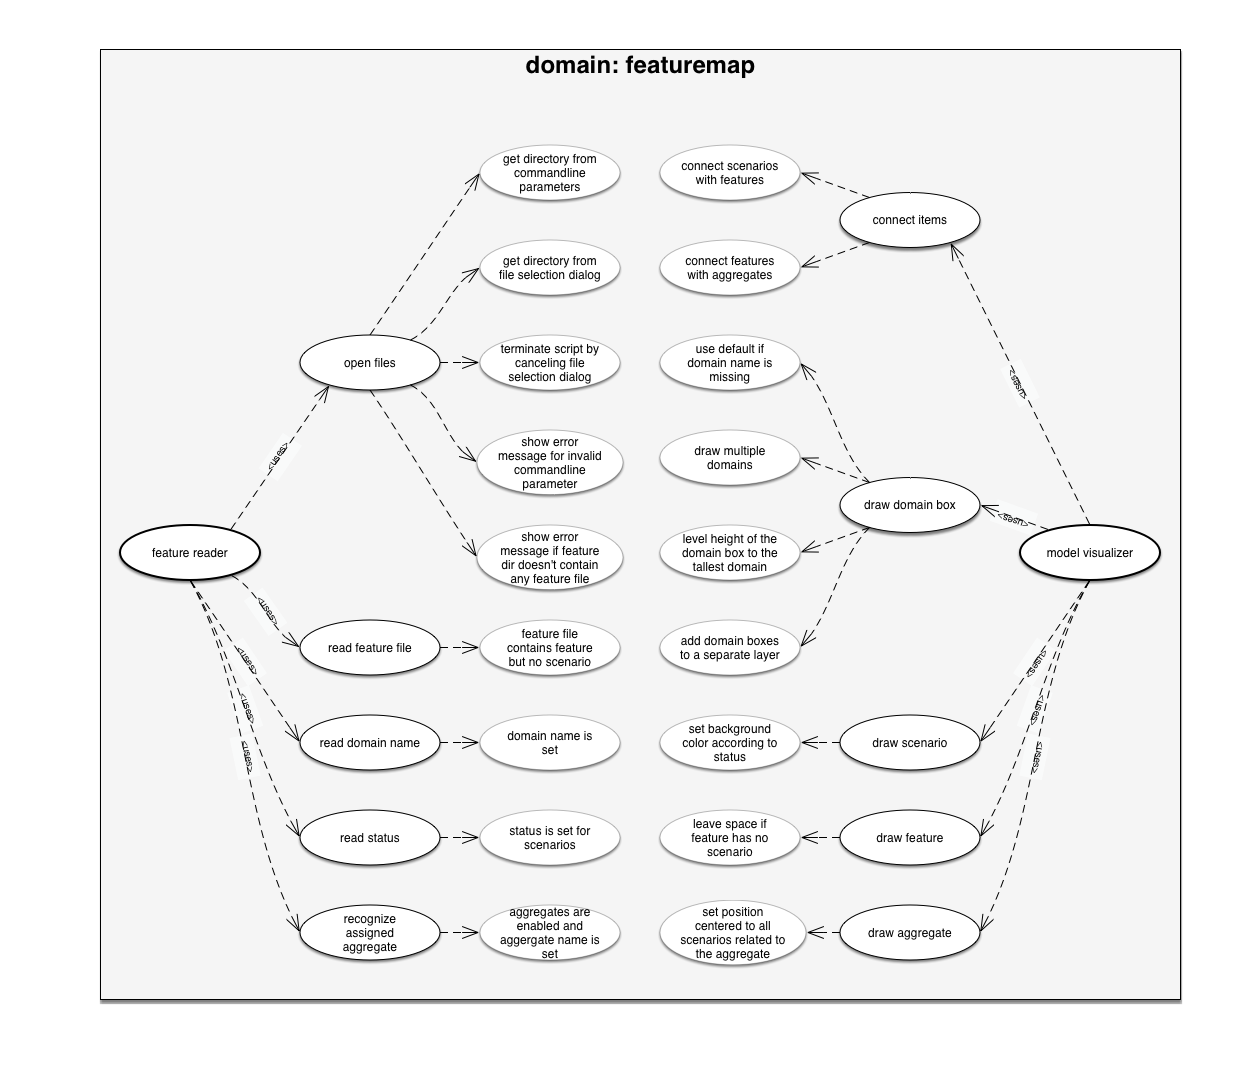 domain: featuremap
get directory from
commandline
parameters
get directory from
file selection dialog
open files
terminate script by
canceling file
selection dialog
show error
message for invalid
commandline
parameter
show error
message if feature
dir doesn't contain
any feature file
<uses>
feature reader
<uses>
read feature file
feature file
contains feature
but no scenario
<uses>
read domain name
domain name is
set
<uses>
read status
status is set for
scenarios
<uses>
recognize
assigned
aggregate
aggregates are
enabled and
aggergate name is
set
connect scenarios
with features
connect items
connect features
with aggregates
<uses>
use default if
domain name is
missing
draw multiple
domains
draw domain box
<uses>
model visualizer
level height of the
domain box to the
tallest domain
add domain boxes
to a separate layer
<uses>
set background
color according to
status
draw scenario
<uses>
leave space if
feature has no
scenario
draw feature
<uses>
set position
centered to all
scenarios related to
the aggregate
draw aggregate